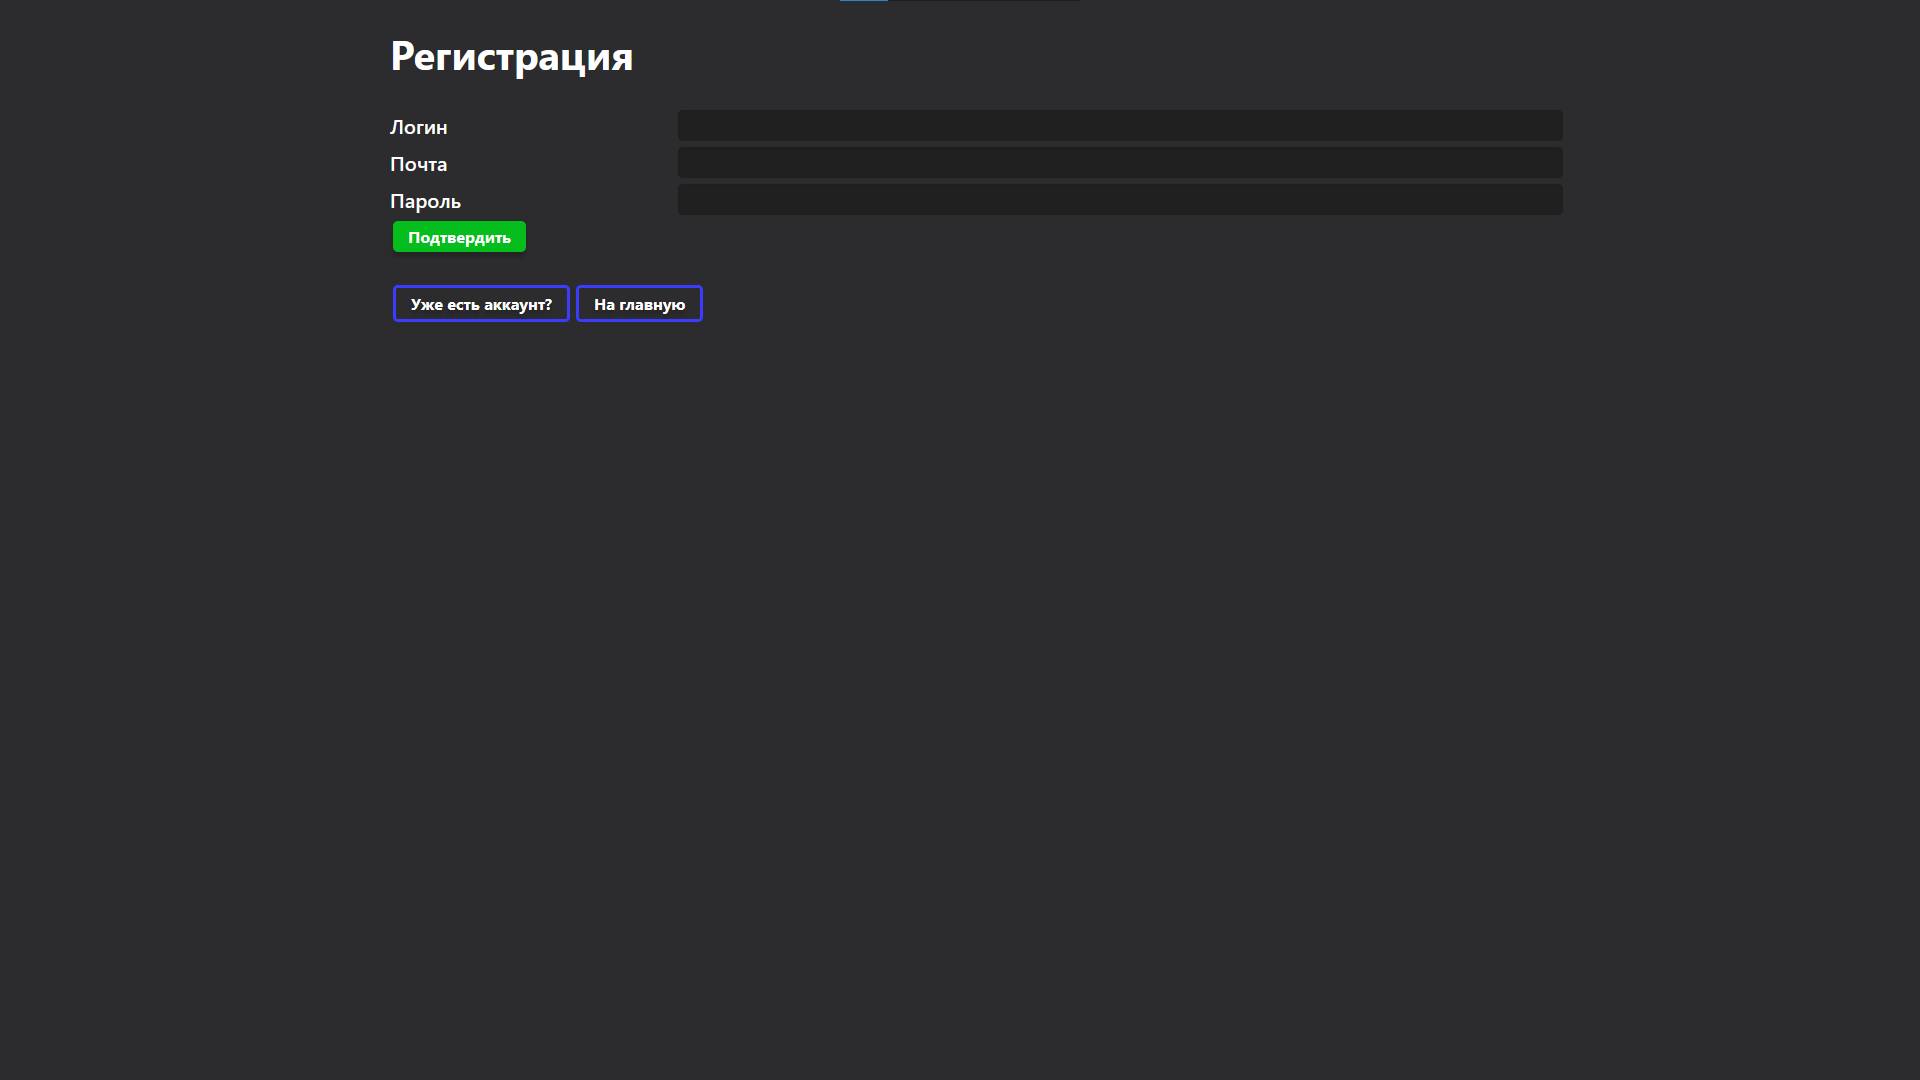 Регистрация
Логин
Почта
Пароль
Подтвердить
Уже есть аккаунт? На главную